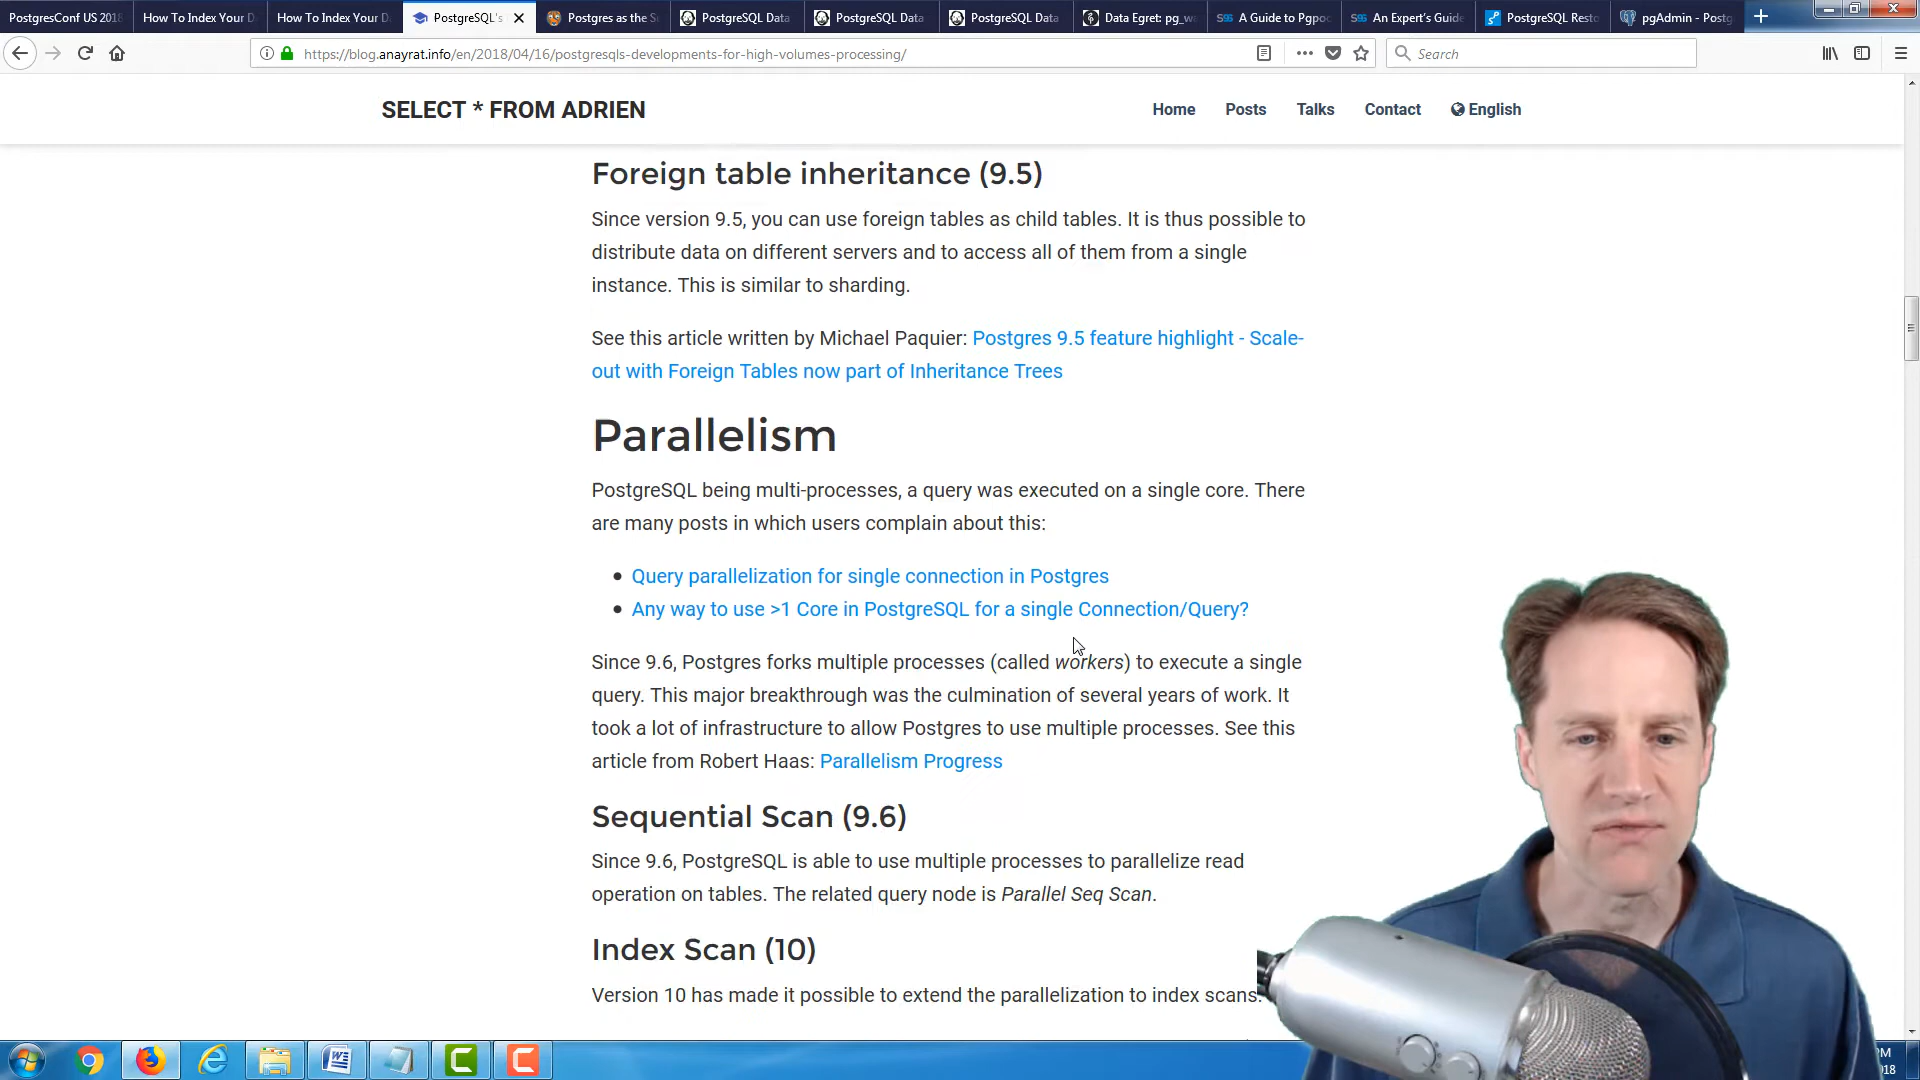 PostgresConf US 2018
How To Index Your D
How To Index Your D
PostgreSQL's
Postgres as the S
PostgreSQL Data
PostgreSQL Data
PostgreSQL Data
Data Egret: pg_w
A Guide to Pgpoo
An Expert's Guide
PostgreSQL Resto
pgAdmin - Postg
https://blog.anayrat.info/en/2018/04/16/postgresqls-developments-for-high-volumes-processing/
Search
SELECT * FROM ADRIEN
Home Posts Talks Contact English
Foreign table inheritance (9.5)
Since version 9.5, you can use foreign tables as child tables. It is thus possible to
distribute data on different servers and to access all of them from a single
instance. This is similar to sharding.
See this article written by Michael Paquier: Postgres 9.5 feature highlight - Scale-
out with Foreign Tables now part of Inheritance Trees
Parallelism
PostgreSQL being multi-processes, a query was executed on a single core. There
are many posts in which users complain about this:
• Query parallelization for single connection in Postgres
• Any way to use >1 Core in PostgreSQL for a single Connection/Query?
Since 9.6, Postgres forks multiple processes (called workers) to execute a single
query. This major breakthrough was the culmination of several years of work. It
took a lot of infrastructure to allow Postgres to use multiple processes. See this
article from Robert Haas: Parallelism Progress
Sequential Scan (9.6)
Since 9.6, PostgreSQL is able to use multiple processes to parallelize read
operation on tables. The related query node is Parallel Seq Scan.
Index Scan (10)
Version 10 has made it possible to extend the parallelization to index scans.
PM
018